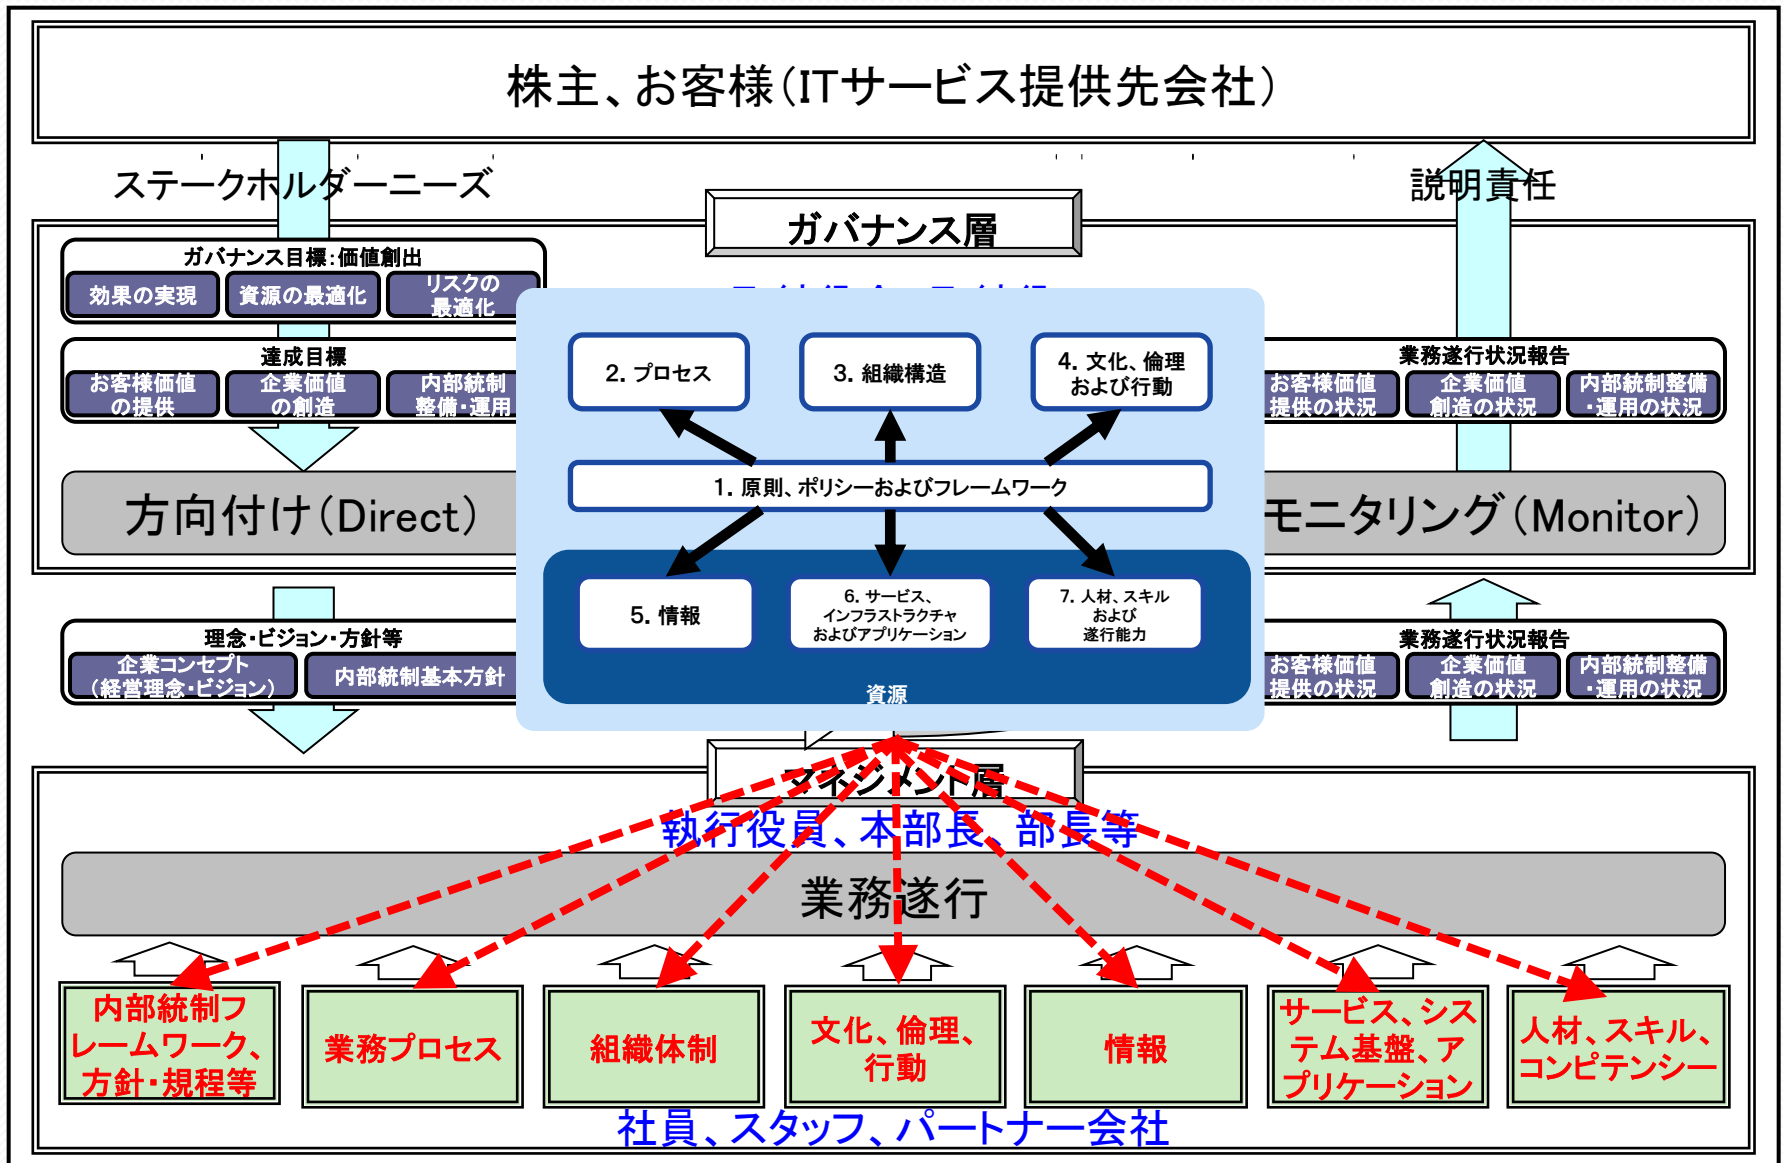 株主、お客様（ITサービス提供先会社）
ステークホルダーニーズ
説明責任
ガバナンス層
ガバナンス目標：価値創出
効果の実現
資源の最適化
リスクの
最適化
達成目標
お客様価値
の提供
企業価値
の創造
内部統制
整備・運用
業務遂行状況報告
お客様価値
提供の状況
企業価値
創造の状況
内部統制整備
・運用の状況
方向付け（Direct）
モニタリング（Monitor）
2. プロセス
3. 組織構造
4. 文化、倫理
および行動
1. 原則、ポリシーおよびフレームワーク
5. 情報
6. サービス、
インフラストラクチャ
およびアプリケーション
7. 人材、スキル
および
遂行能力
資源
理念・ビジョン・方針等
企業コンセプト
（経営理念・ビジョン）
内部統制基本方針
業務遂行状況報告
お客様価値
提供の状況
企業価値
創造の状況
内部統制整備
・運用の状況
マネジメント層
執行役員、本部長、部長等
業務遂行
内部統制フ
レームワーク、
方針・規程等
業務プロセス
組織体制
文化、倫理、
行動
情報
サービス、シス
テム基盤、ア
プリケーション
人材、スキル、
コンピテンシー
社員、スタッフ、パートナー会社